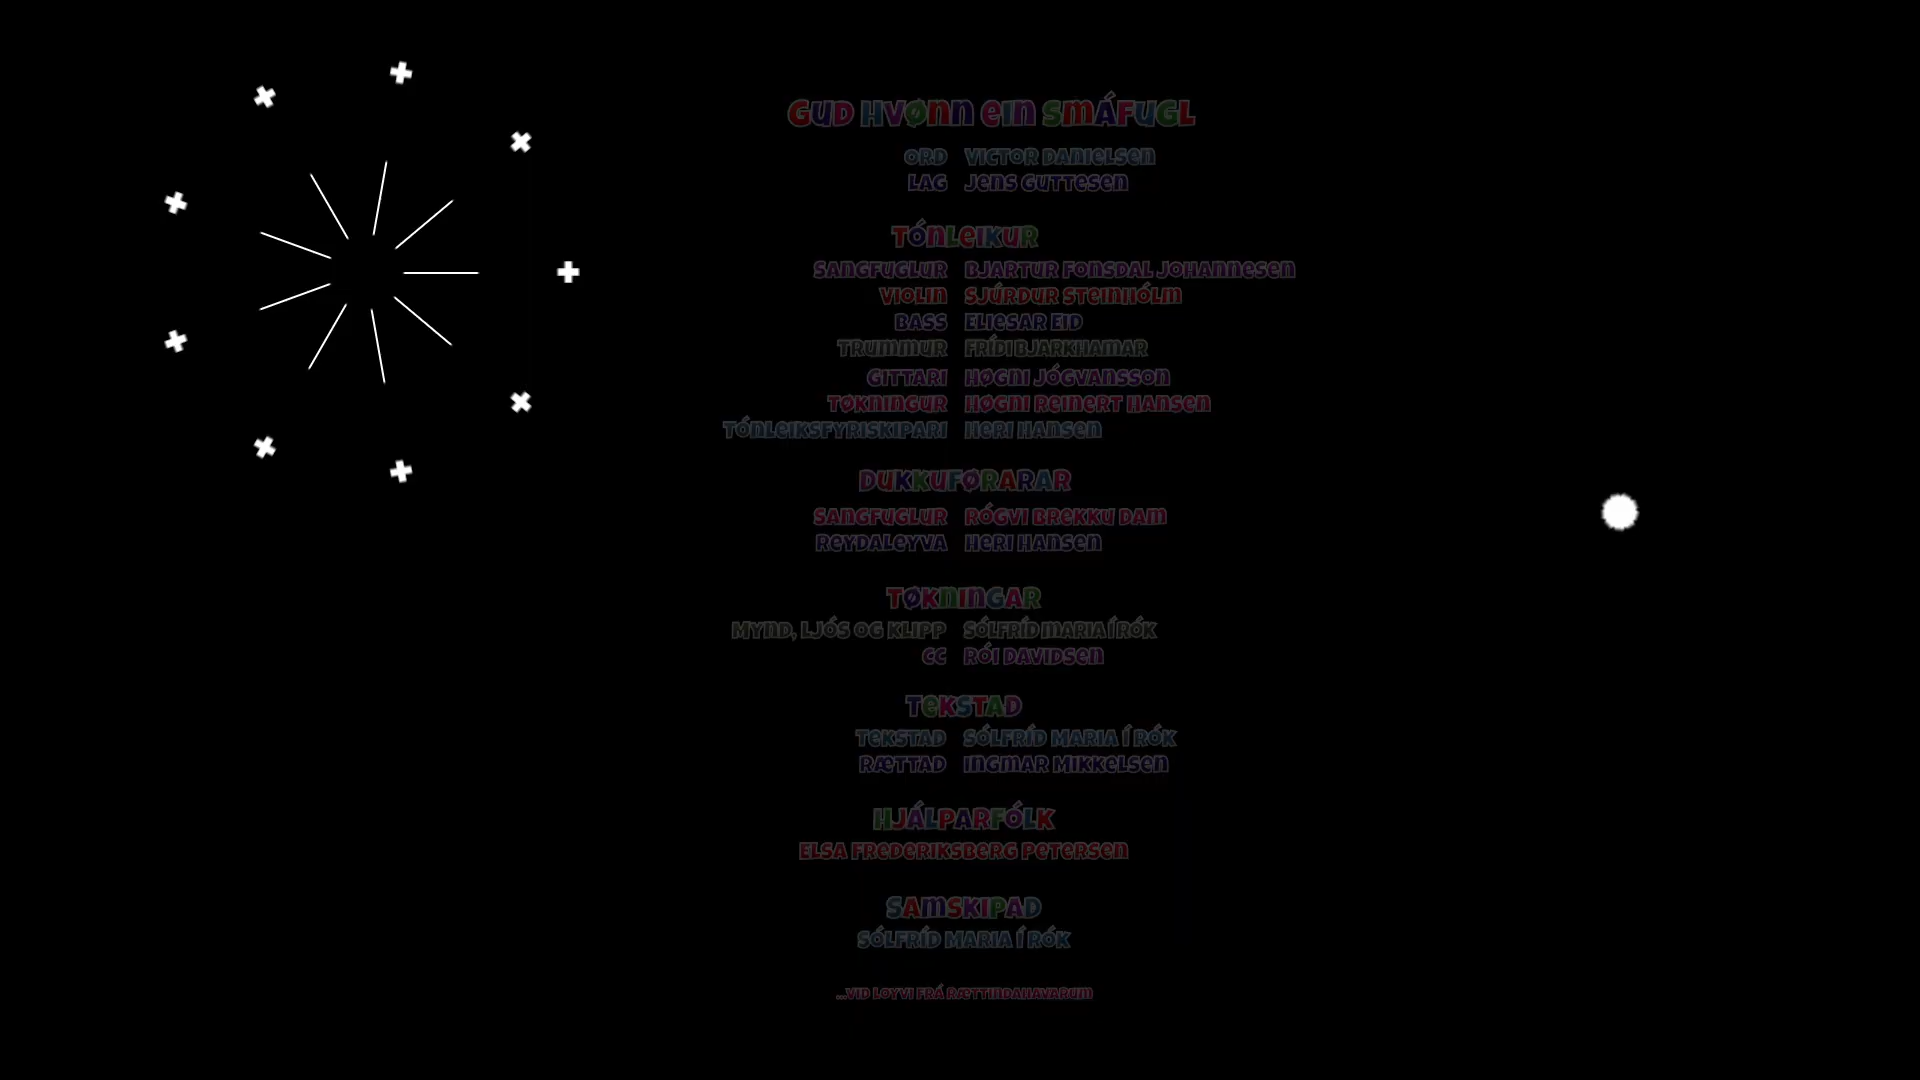 GUD HVØNN EIN SMÁFUGL
ORD VICTOR DANIELSEN
LAG JENS GUTTESEN
TÓNLEIKUR
SANGFUGLUR BJARTUR FONSDAL JOHANNESEN
VIOLIN SJÚRDUR STEINHÓLM
BASS ELIESAR EID
TRUMMUR FRÍDI BJARKHAMAR
GITTARI HØGNI JÓGVANSSON
TØKNINGUR HØGNI REINERT HANSEN
TÓNLEIKSFYRISKIPARI HERI HANSEN
DUKKUFØRARAR
SANGFUGLUR RÓGVI BREKKU DAM
REYDALEYVA HERI HANSEN
TØKNINGAR
MYND, LJÓS OG KLIPP SÓLFRÍD MARIA Í RÓK
CC RÓI DAVIDSEN
TEKSTAD
TEKSTAD SÓLFRÍD MARIA Í RÓK
RÆTTAD INGMAR MIKKELSEN
HJÁLPARFÓLK
ELSA FREDERIKSBERG PETERSEN
SAMSKIPAD
SÓLFRÍD MARIA Í RÓK
...VID LOYVI FRÁ RÆTTINDAHAVARUM